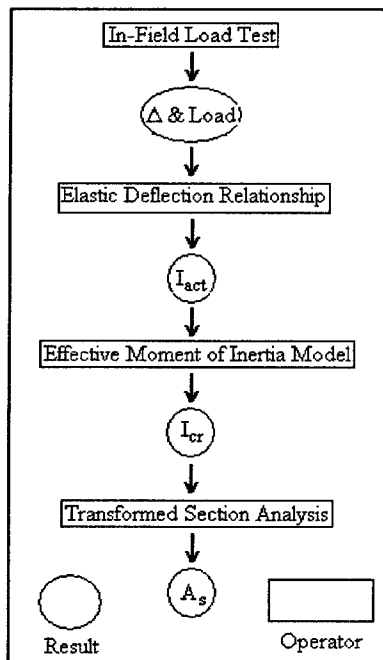 In-Field Load Test
Δ & Load
Elastic Deflection Relationship
I_act
Effective Moment of Inertia Model
I_cr
Transformed Section Analysis
A_s
Result
Operator